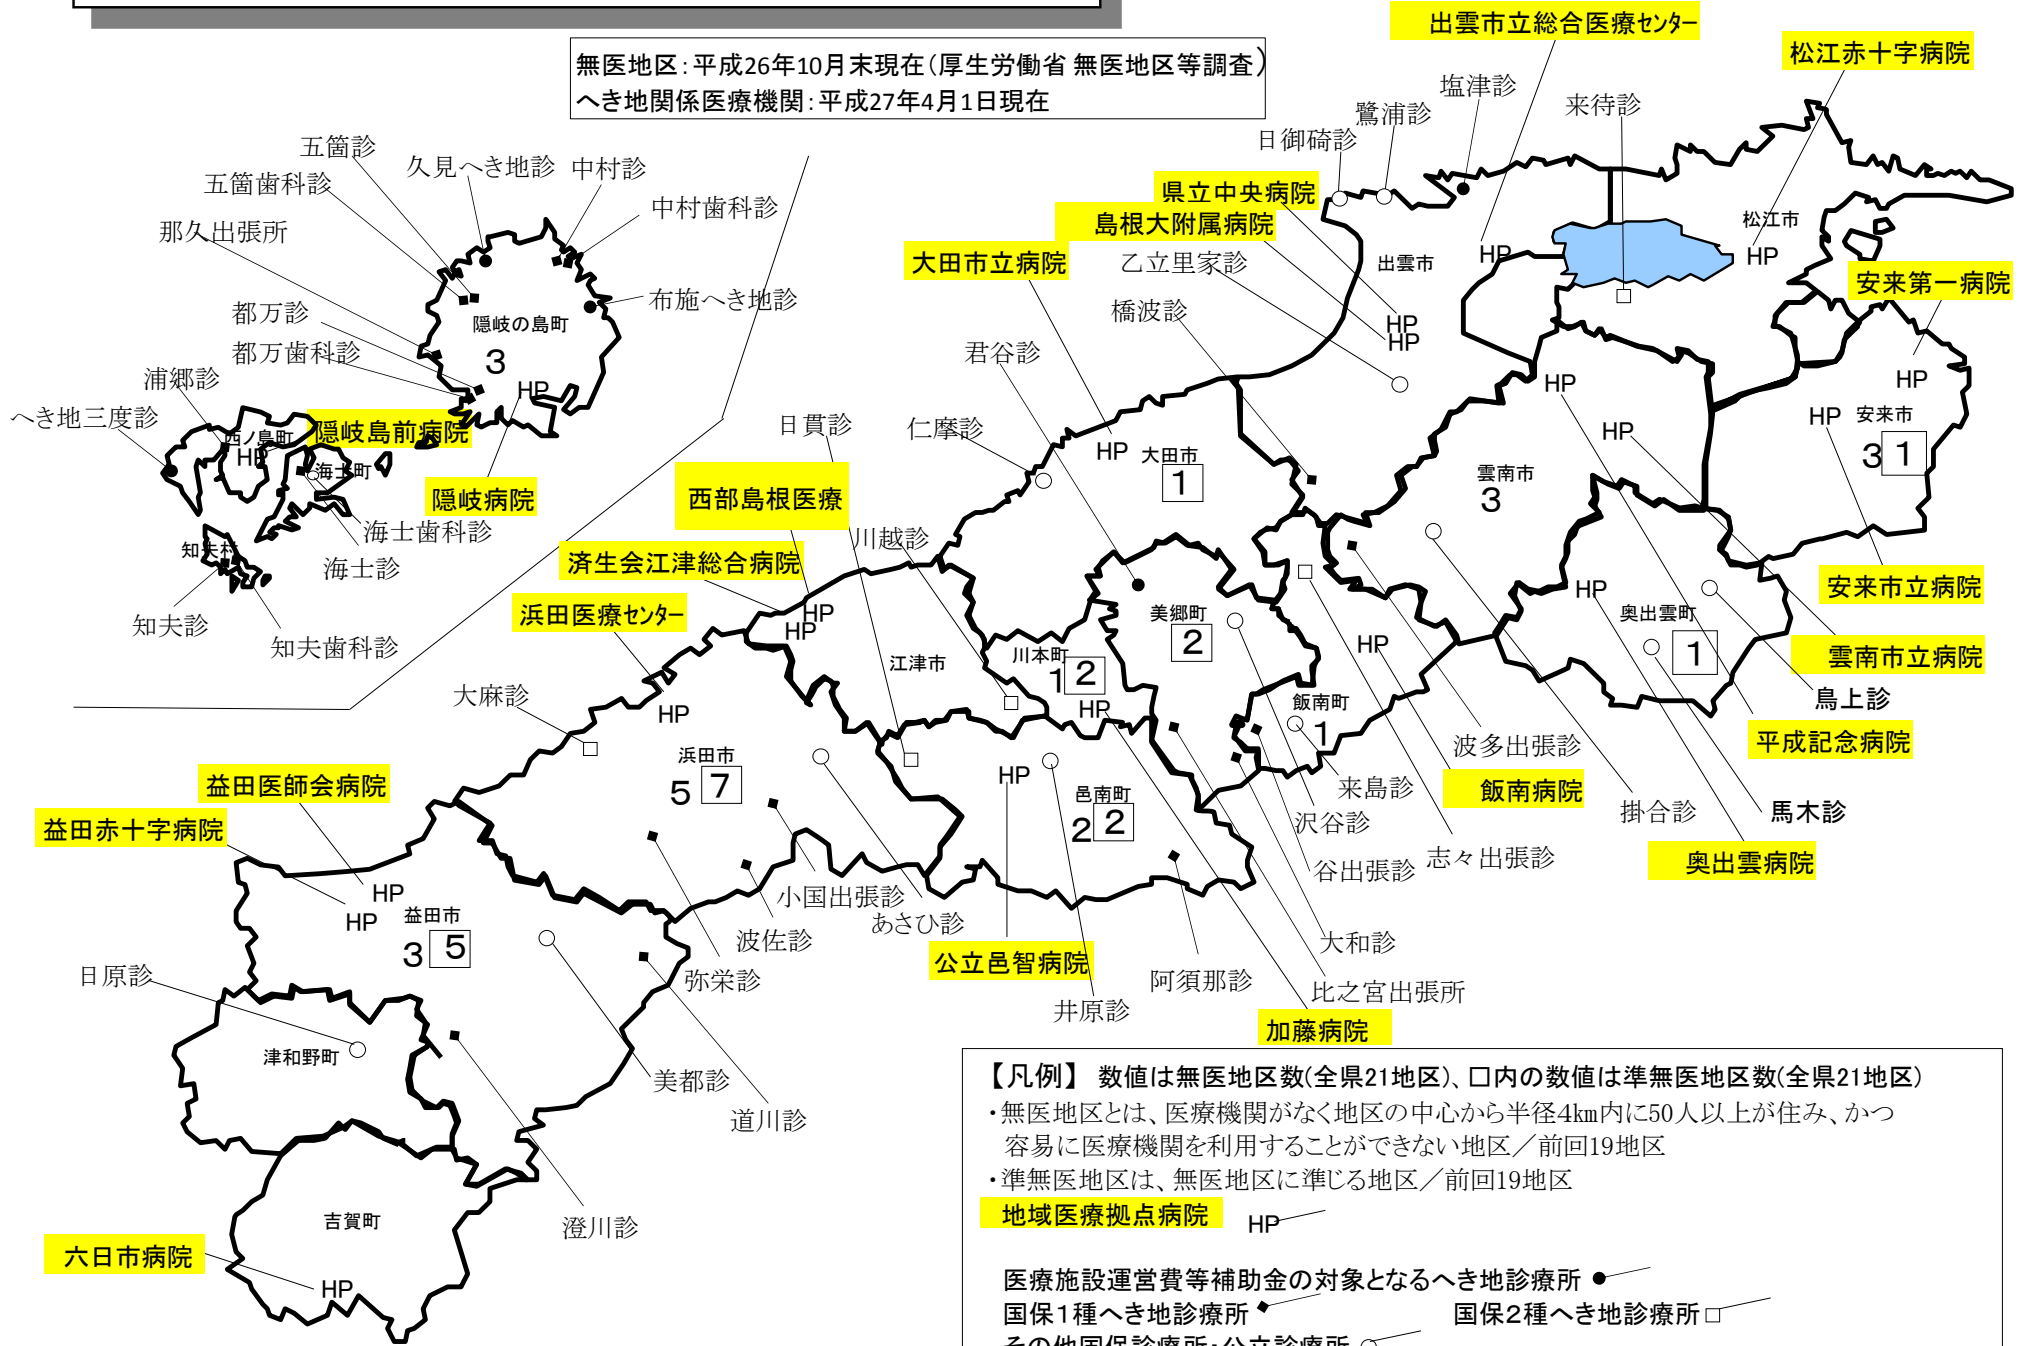 無医地区：平成26年10月末現在（厚生労働省 無医地区等調査）
へき地関係医療機関：平成27年4月1日現在
出雲市立総合医療センター
松江赤十字病院
塩津診
来待診
鷺浦診
日御碕診
県立中央病院
島根大附属病院
乙立里家診
大田市立病院
橋波診
君谷診
仁摩診
日貫診
出雲市
HP
松江市
HP
安来第一病院
HP
HP
五箇診
久見へき地診
中村診
五箇歯科診
中村歯科診
那久出張所
布施へき地診
都万診
隠岐の島町
3
都万歯科診
HP
浦郷診
へき地三度診
西ノ島町
HP
隠岐島前病院
海士町
隠岐病院
海士歯科診
海士診
知夫村
知夫診
知夫歯科診
HP
大田市
1
HP
HP
雲南市
3
HP
HP
安来市
3 1
西部島根医療
川越診
済生会江津総合病院
浜田医療センター
HP
HP
江津市
美郷町
2
川本町
1 2
HP
HP
飯南町
1
HP
奥出雲町
1
安来市立病院
雲南市立病院
鳥上診
平成記念病院
馬木診
奥出雲病院
掛合診
波多出張診
飯南病院
志々出張診
来島診
沢谷診
谷出張診
大和診
比之宮出張所
加藤病院
阿須那診
井原診
公立邑智病院
HP
邑南町
2 2
大麻診
HP
浜田市
5 7
小国出張診
あさひ診
波佐診
弥栄診
益田医師会病院
益田赤十字病院
HP
HP
益田市
3 5
日原診
津和野町
美都診
道川診
澄川診
吉賀町
六日市病院
HP
【凡例】 数値は無医地区数(全県21地区)、口内の数値は準無医地区数(全県21地区)
・無医地区とは、医療機関がなく地区の中心から半径4㎞内に50人以上が住み、かつ
容易に医療機関を利用することができない地区／前回19地区
・準無医地区は、無医地区に準じる地区／前回19地区
地域医療拠点病院 HP
医療施設運営費等補助金の対象となるへき地診療所
国保１種へき地診療所 国保２種へき地診療所
その他国保診療所・公立診療所